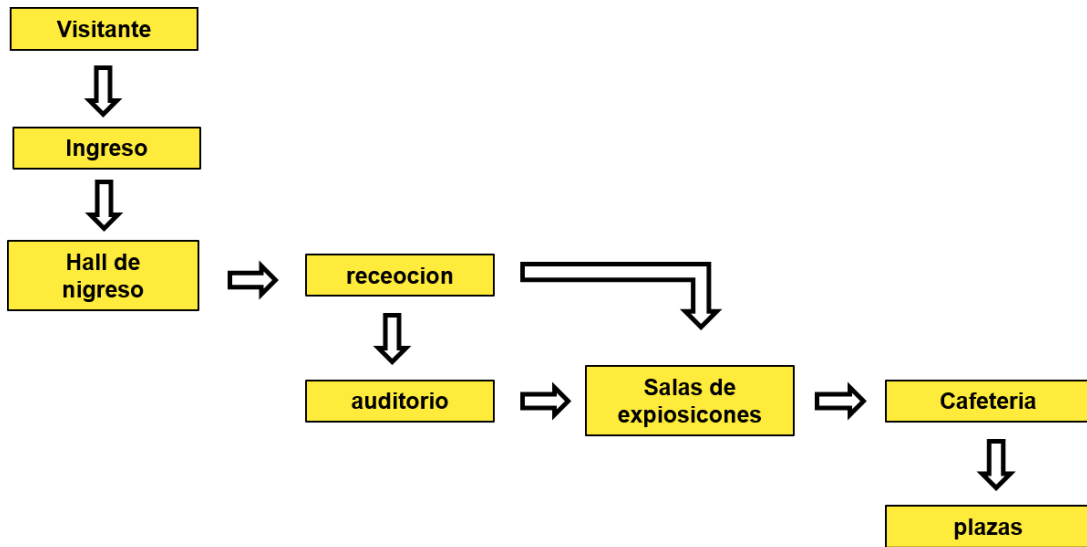 Visitante
Ingreso
Hall de
nigreso
receocion
auditorio
Salas de
expiosicones
Cafeteria
plazas